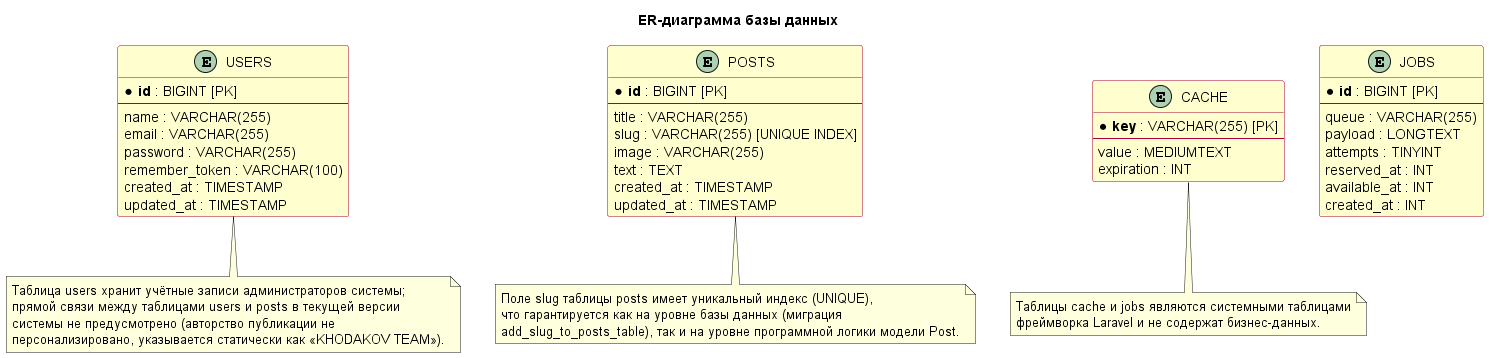 ER-диаграмма базы данных
E USERS
id : BIGINT [PK]
name : VARCHAR(255)
email : VARCHAR(255)
password : VARCHAR(255)
remember_token : VARCHAR(100)
created_at : TIMESTAMP
updated_at : TIMESTAMP
Таблица users хранит учётные записи администраторов системы;
прямой связи между таблицами users и posts в текущей версии
системы не предусмотрено (авторство публикации не
персонализировано, указывается статически как «KHODAKOV TEAM»).
E POSTS
id : BIGINT [PK]
title : VARCHAR(255)
slug : VARCHAR(255) [UNIQUE INDEX]
image : VARCHAR(255)
text : TEXT
created_at : TIMESTAMP
updated_at : TIMESTAMP
Поле slug таблицы posts имеет уникальный индекс (UNIQUE),
что гарантируется как на уровне базы данных (миграция
add_slug_to_posts_table), так и на уровне программной логики модели Post.
E CACHE
key : VARCHAR(255) [PK]
value : MEDIUMTEXT
expiration : INT
Таблицы cache и jobs являются системными таблицами
фреймворка Laravel и не содержат бизнес-данных.
E JOBS
id : BIGINT [PK]
queue : VARCHAR(255)
payload : LONGTEXT
attempts : TINYINT
reserved_at : INT
available_at : INT
created_at : INT